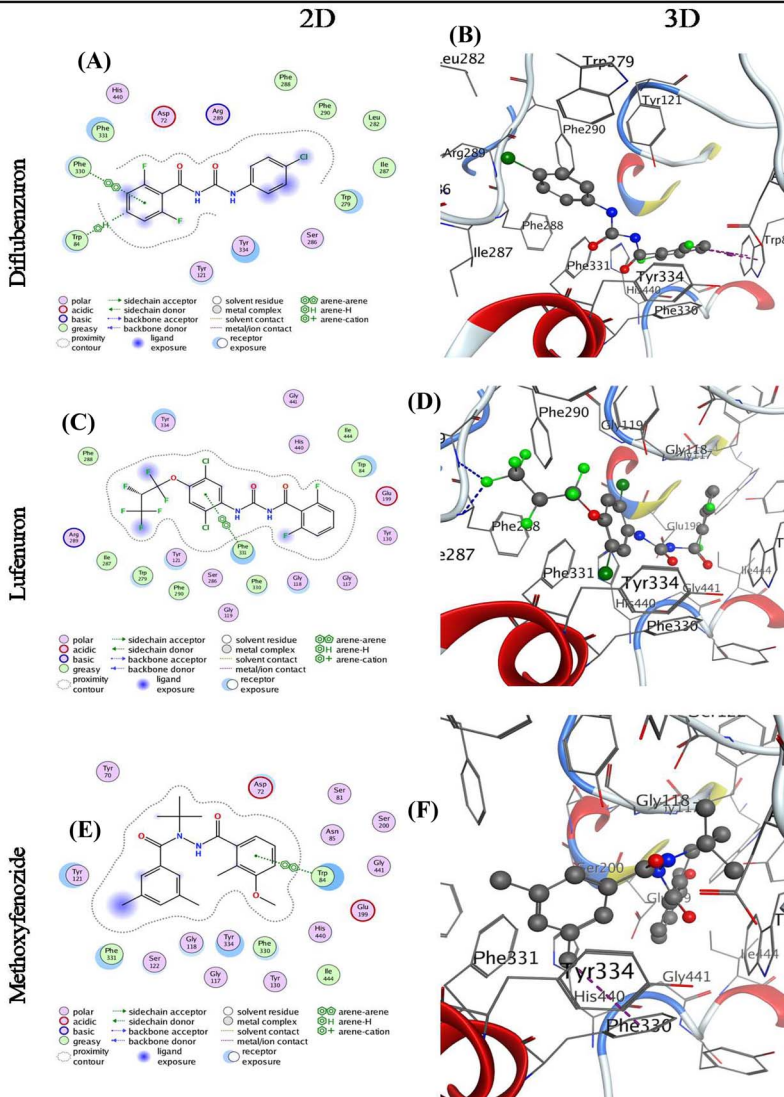 2D
3D
Diflubenzuron
(A)
His
440
Asp
72
Arg
289
Phe
288
Phe
290
Leu
282
Phe
331
Ile
287
Phe
330
Trp
279
Trp
84
Ser
286
Tyr
334
Tyr
121
F
O
O
Cl
NH
NH
F
H
polar
acidic
basic
greasy
proximity
contour
sidechain acceptor
sidechain donor
backbone acceptor
backbone donor
ligand
exposure
solvent residue
metal complex
solvent contact
metal/ion contact
receptor
exposure
arene-arene
arene-H
arene-cation
(B)
eu282
Trp279
Tyr121
Phe290
Arg289
86
Phe288
Ile287
Phe331
Tyr334
His440
Phe330
Trp8
Lufenuron
(C)
Gly
441
Tyr
334
His
440
Ile
444
Phe
288
Trp
84
Glu
199
Arg
289
Tyr
130
Ile
287
Trp
279
Phe
290
Tyr
121
Ser
286
Phe
331
Phe
330
Gly
118
Gly
117
Gly
119
F
F
F
F
F
F
H
O
Cl
Cl
NH
O
NH
O
F
F
polar
acidic
basic
greasy
proximity
contour
sidechain acceptor
sidechain donor
backbone acceptor
backbone donor
ligand
exposure
solvent residue
metal complex
solvent contact
metal/ion contact
receptor
exposure
arene-arene
arene-H
arene-cation
(D)
Phe290
Gly119
Gly118
Phe288
e287
Phe331
Tyr334
His440
Gly441
Phe330
Ile444
Methoxyfenozide
(E)
Tyr
70
Asp
72
Ser
81
Asn
85
Ser
200
Gly
441
Tyr
121
Trp
84
Glu
199
His
440
Phe
331
Ser
122
Gly
118
Tyr
334
Phe
330
Gly
117
Tyr
130
Ile
444
O
N
NH
O
O
polar
acidic
basic
greasy
proximity
contour
sidechain acceptor
sidechain donor
backbone acceptor
backbone donor
ligand
exposure
solvent residue
metal complex
solvent contact
metal/ion contact
receptor
exposure
arene-arene
arene-H
arene-cation
(F)
Gly118
Ser200
Phe331
Tyr334
His440
Gly441
Phe330